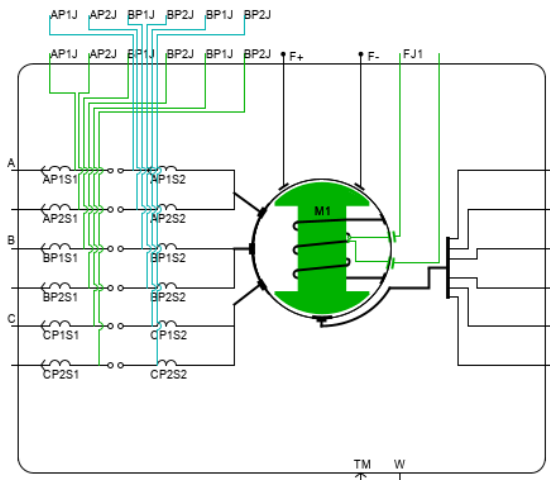 AP1J AP2J BP1J BP2J AP1J BP2J
AP1J AP2J BP1J BP2J BP1J BP2J F+ F- FJ1
A
AP1S1 AP1S2
M1
AP2S1 AP2S2
B
BP1S1 BP1S2
BP2S1 BP2S2
C
CP1S1 CP1S2
CP2S1 CP2S2
TM W